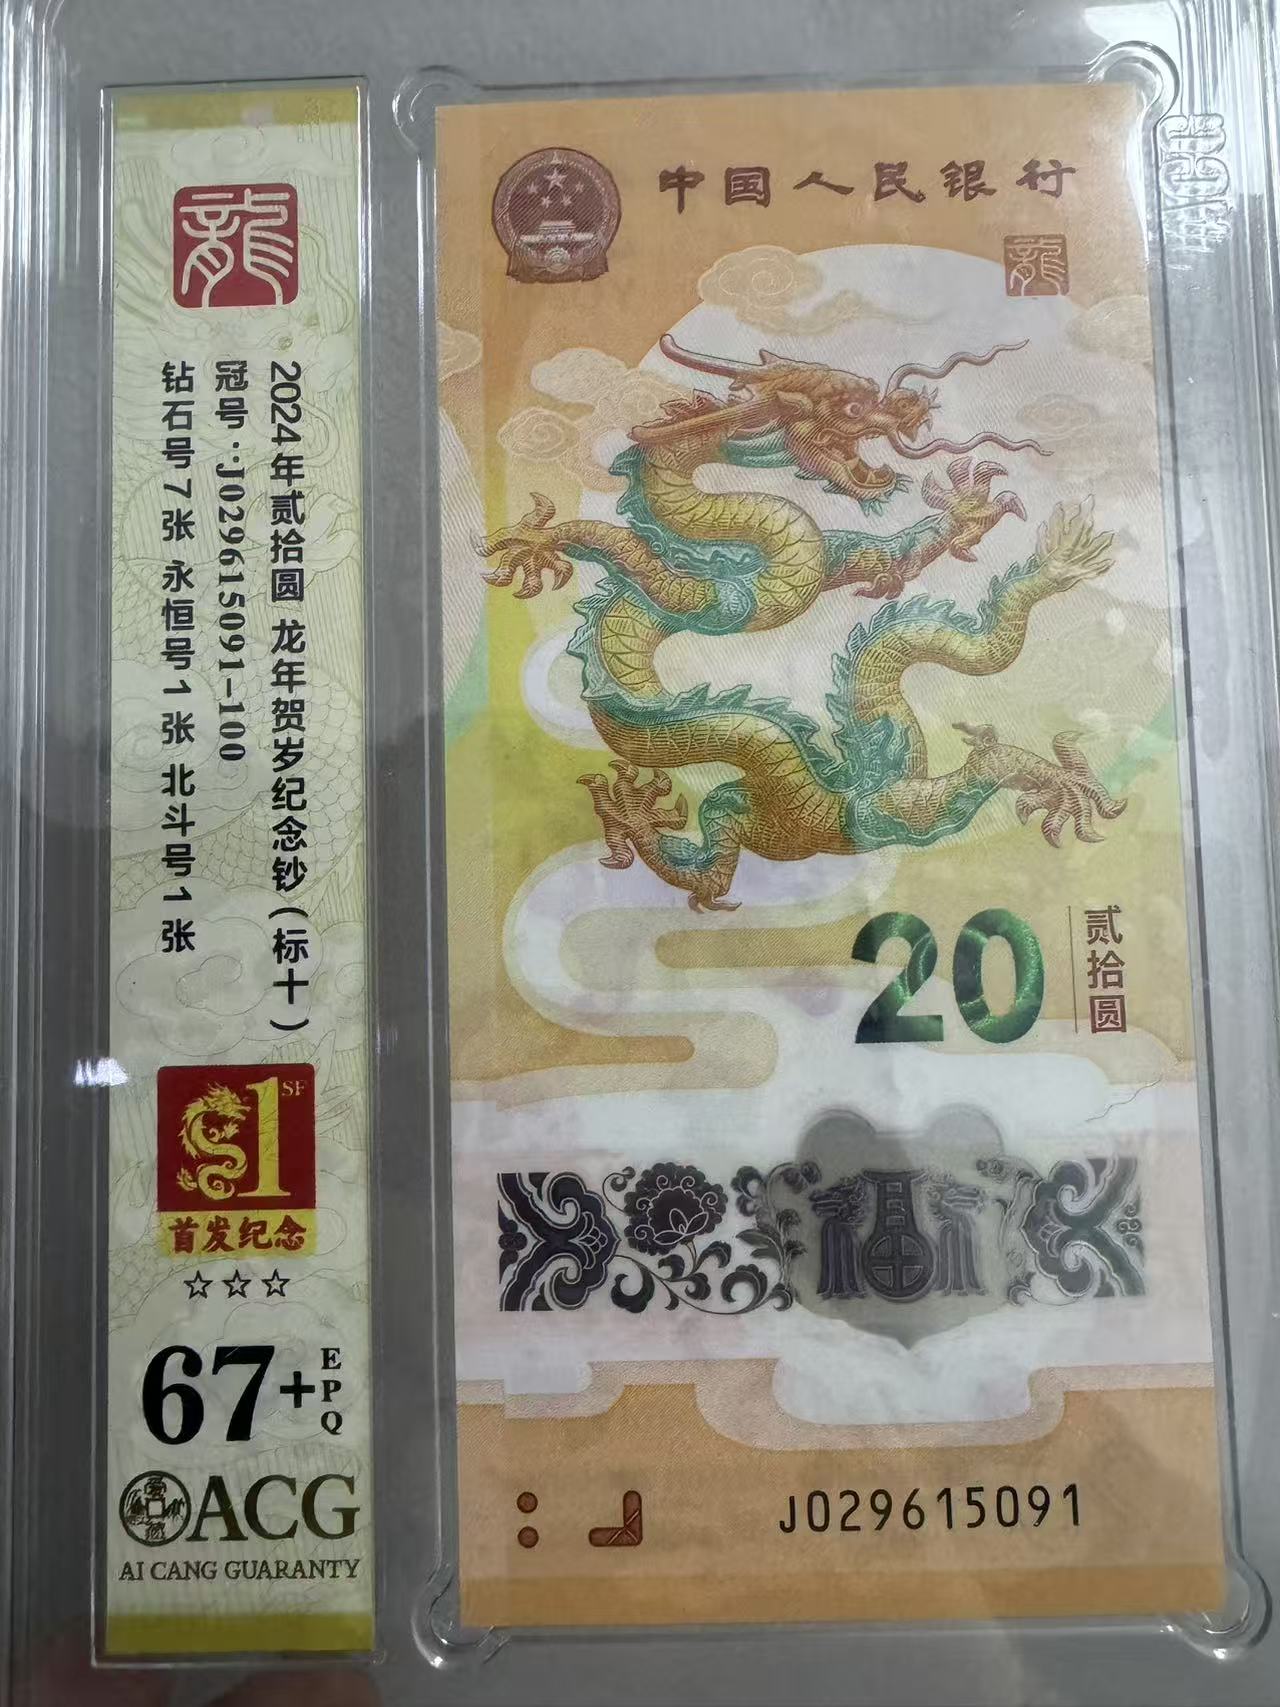 龍
2024年贰拾圆 龙年贺岁纪念钞(标十)
冠号:J0296150​91-100
钻石号7张 永恒号1张 北斗号1张
1 SF
首发纪念
67+ EPQ
ACG
AI CANG GUARANTY
中国人民银行
龍
20 贰拾圆
J029615091